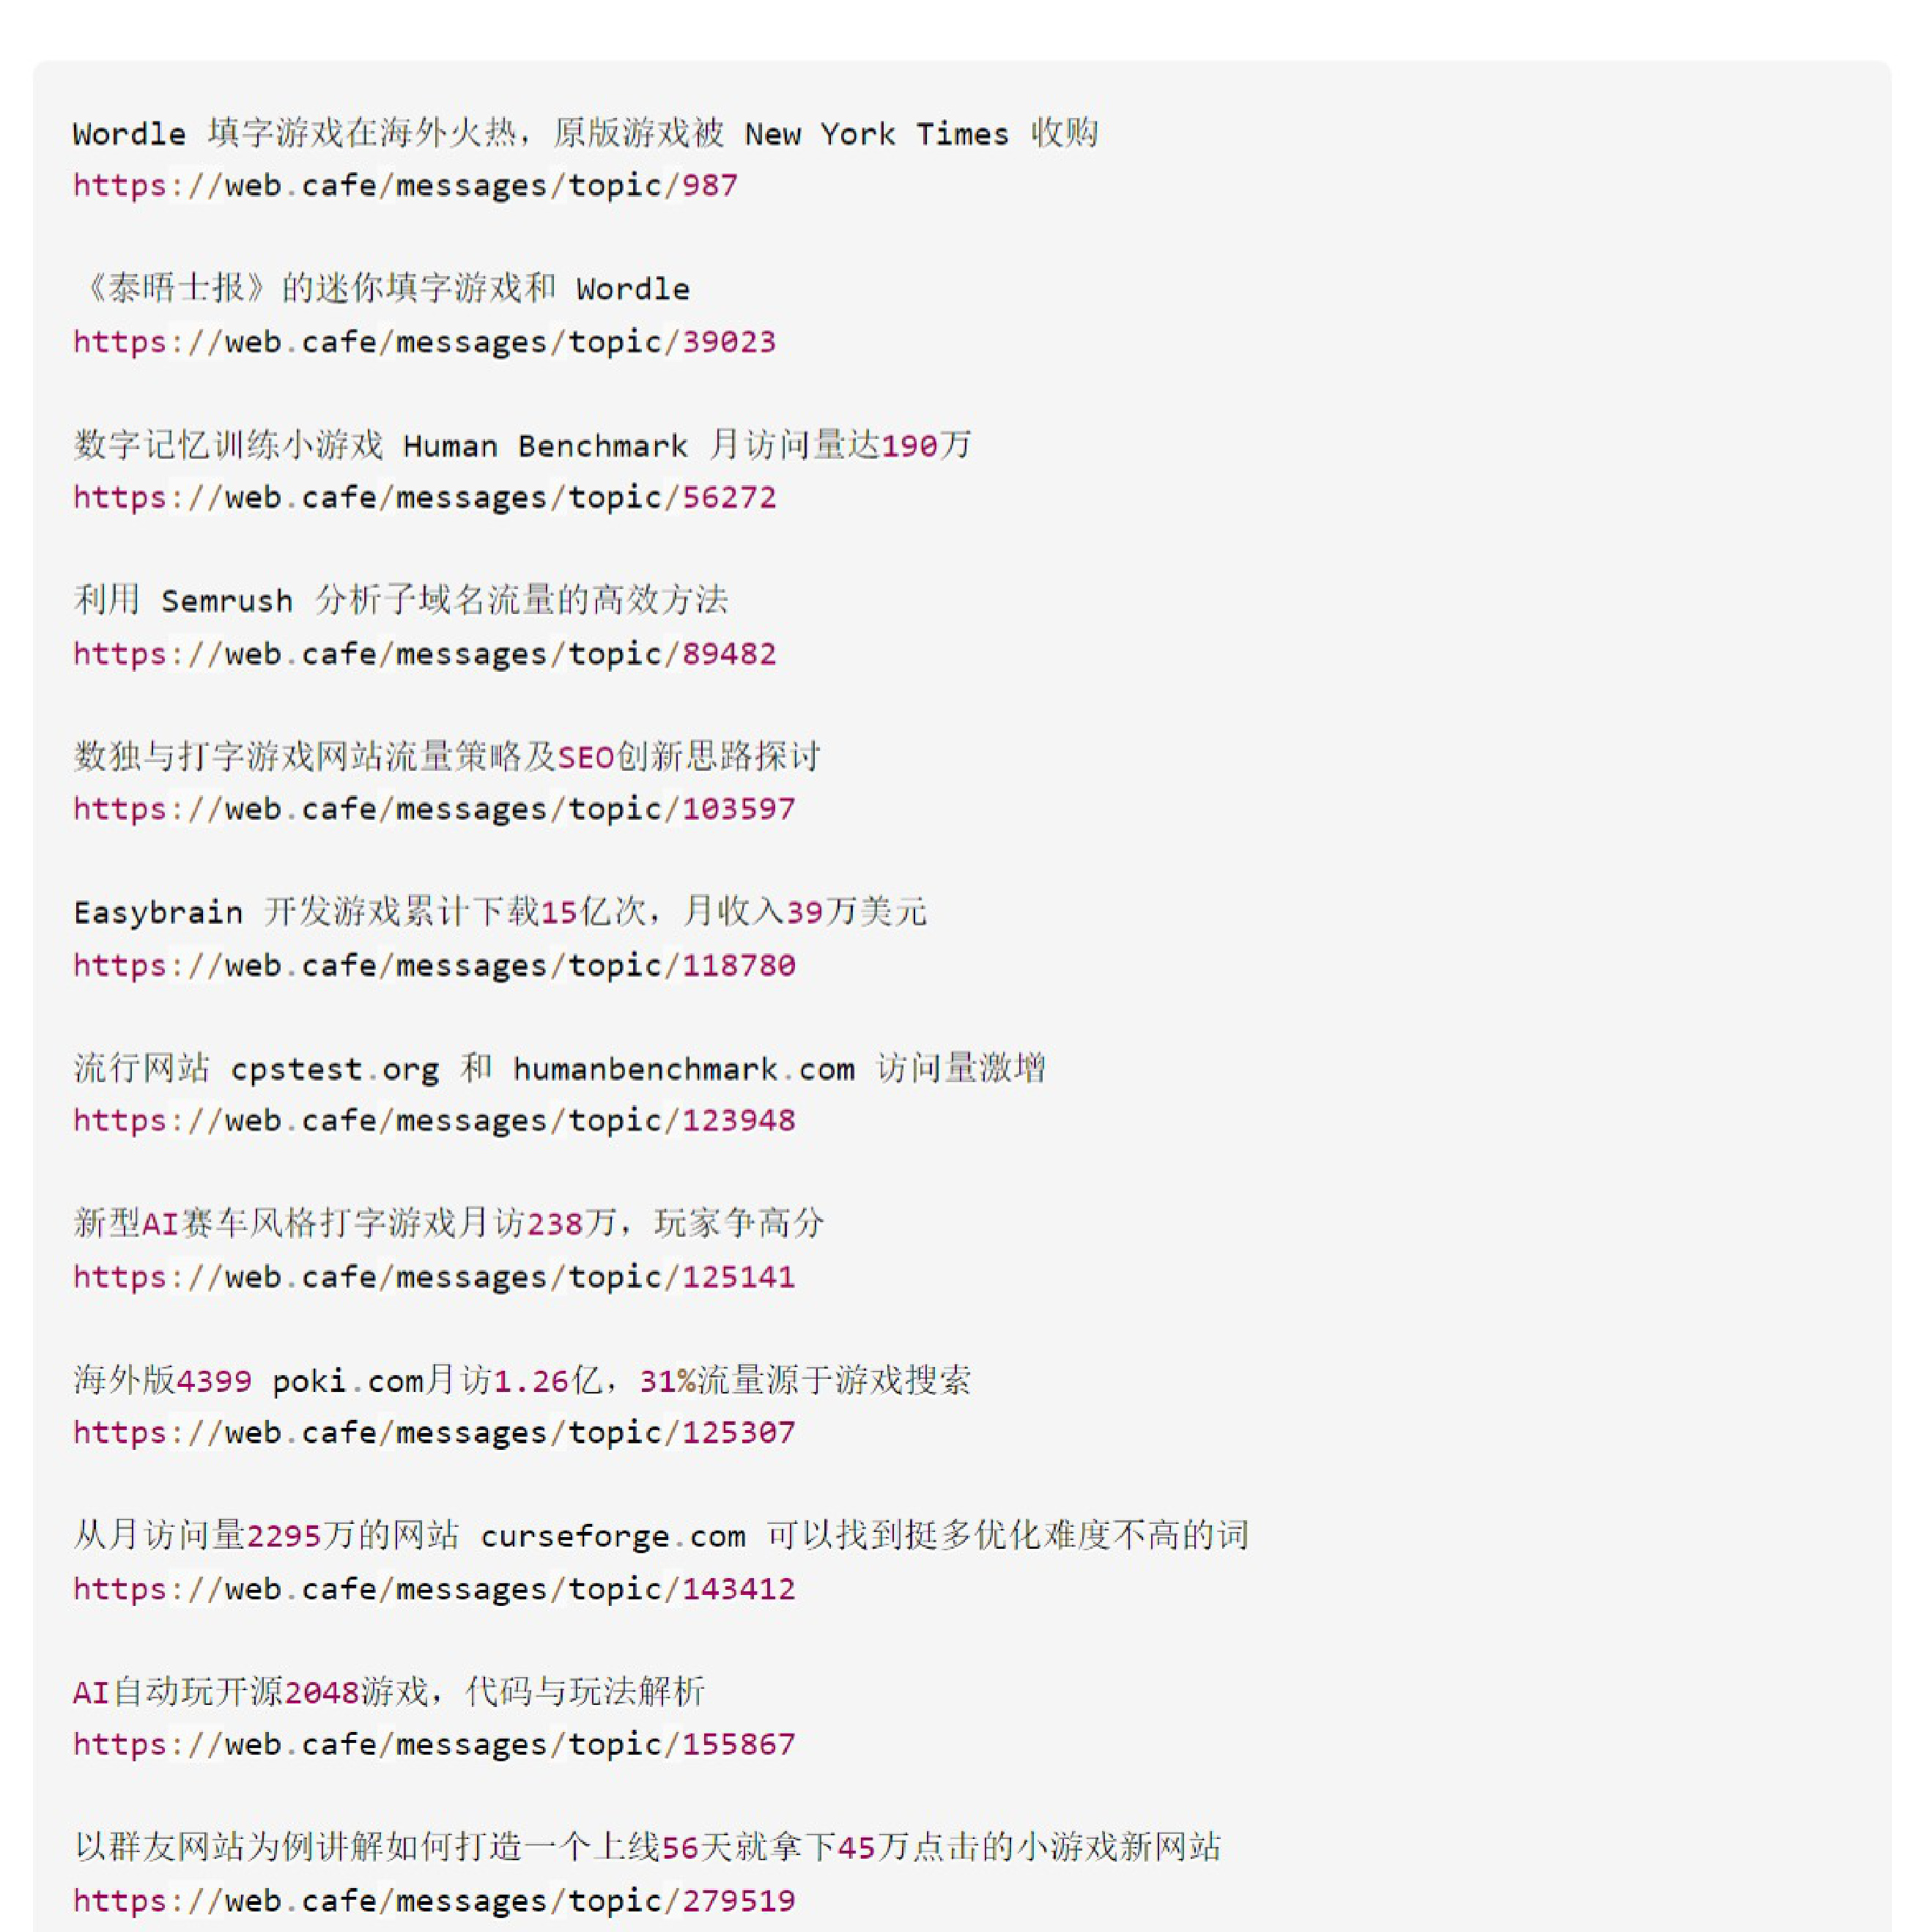 Wordle 填字游戏在海外火热，原版游戏被 New York Times 收购
https://web.cafe/messages/topic/987
《泰晤士报》的迷你填字游戏和 Wordle
https://web.cafe/messages/topic/39023
数字记忆训练小游戏 Human Benchmark 月访问量达190万
https://web.cafe/messages/topic/56272
利用 Semrush 分析子域名流量的高效方法
https://web.cafe/messages/topic/89482
数独与打字游戏网站流量策略及SEO创新思路探讨
https://web.cafe/messages/topic/103597
Easybrain 开发游戏累计下载15亿次，月收入39万美元
https://web.cafe/messages/topic/118780
流行网站 cpstest.org 和 humanbenchmark.com 访问量激增
https://web.cafe/messages/topic/123948
新型AI赛车风格打字游戏月访238万，玩家争高分
https://web.cafe/messages/topic/125141
海外版4399 poki.com月访1.26亿，31%流量源于游戏搜索
https://web.cafe/messages/topic/125307
从月访问量2295万的网站 curseforge.com 可以找到挺多优化难度不高的词
https://web.cafe/messages/topic/143412
AI自动玩开源2048游戏，代码与玩法解析
https://web.cafe/messages/topic/155867
以群友网站为例讲解如何打造一个上线56天就拿下45万点击的小游戏新网站
https://web.cafe/messages/topic/279519